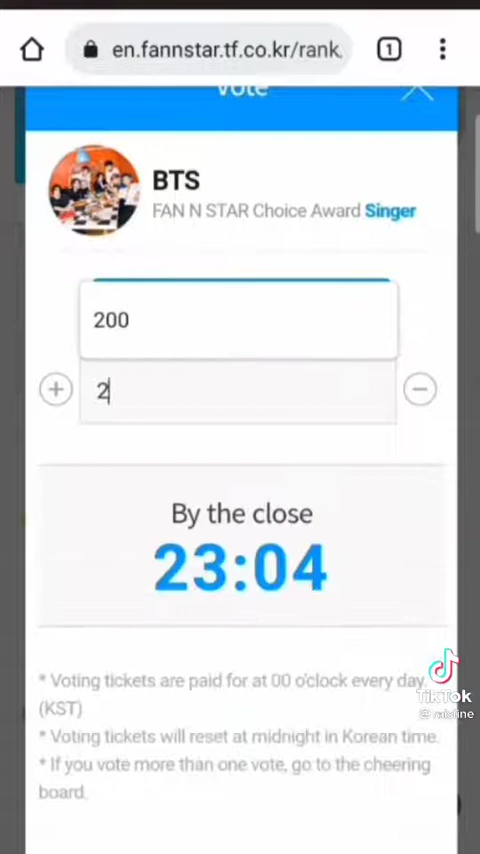 en.fannstar.tf.co.kr/rank
1
Vote
BTS
FAN N STAR Choice Award Singer
200
2
By the close
23:04
* Voting tickets are paid for at 00 o'clock every day.
(KST)
* Voting tickets will reset at midnight in Korean time.
* If you vote more than one vote, go to the cheering
board.
TikTok